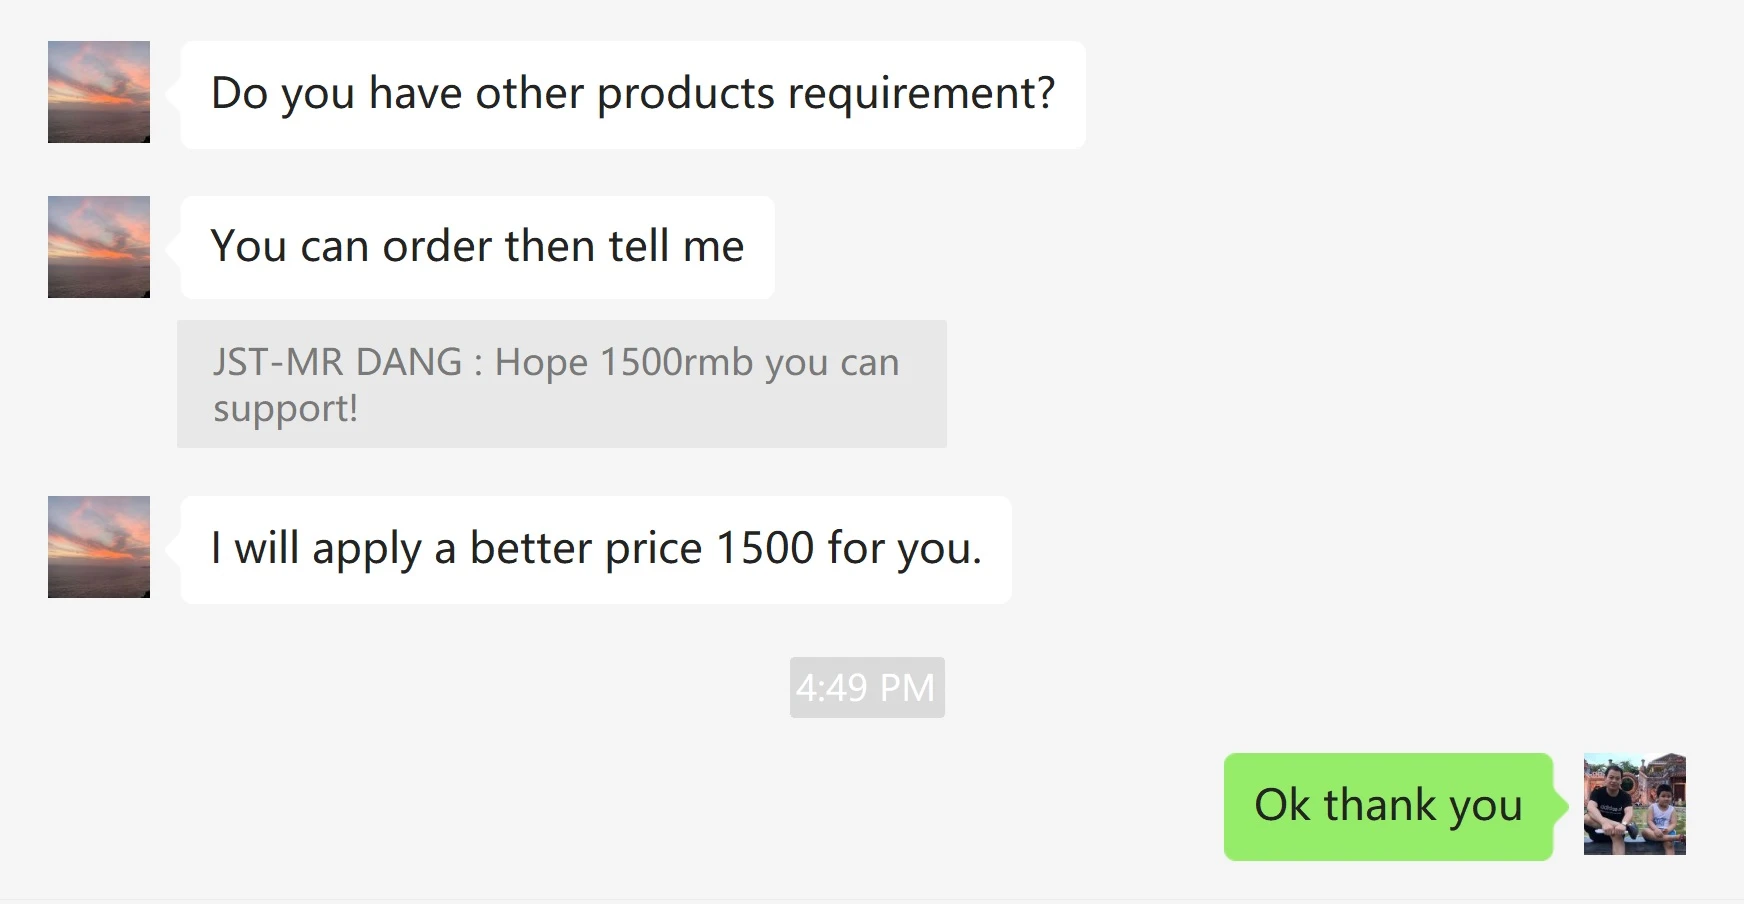 Do you have other products requirement?
You can order then tell me
JST-MR DANG : Hope 1500rmb you can
support!
I will apply a better price 1500 for you.
4:49 PM
Ok thank you